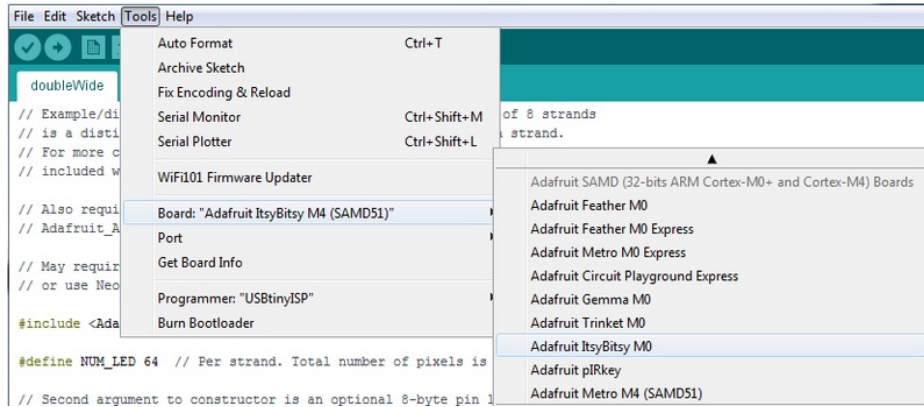 File Edit Sketch Tools Help
Auto Format Ctrl+T
Archive Sketch
Fix Encoding & Reload
Serial Monitor Ctrl+Shift+M
Serial Plotter Ctrl+Shift+L
WiFi101 Firmware Updater
Board: "Adafruit ItsyBitsy M4 (SAMD51)"
Port
Get Board Info
Programmer: "USBtinyISP"
Burn Bootloader
Adafruit SAMD (32-bits ARM Cortex-M0+ and Cortex-M4) Boards
Adafruit Feather M0
Adafruit Feather M0 Express
Adafruit Metro M0 Express
Adafruit Circuit Playground Express
Adafruit Gemma M0
Adafruit Trinket M0
Adafruit ItsyBitsy M0
Adafruit pIRkey
Adafruit Metro M4 (SAMD51)
doubleWide
// Example/di of 8 strands
// is a disti strand.
// For more c
// included w
// Also requi
// Adafruit_A
// May requir
// or use Neo
#include <Ada
#define NUM_LED 64 // Per strand. Total number of pixels is
// Second argument to constructor is an optional 8-byte pin l